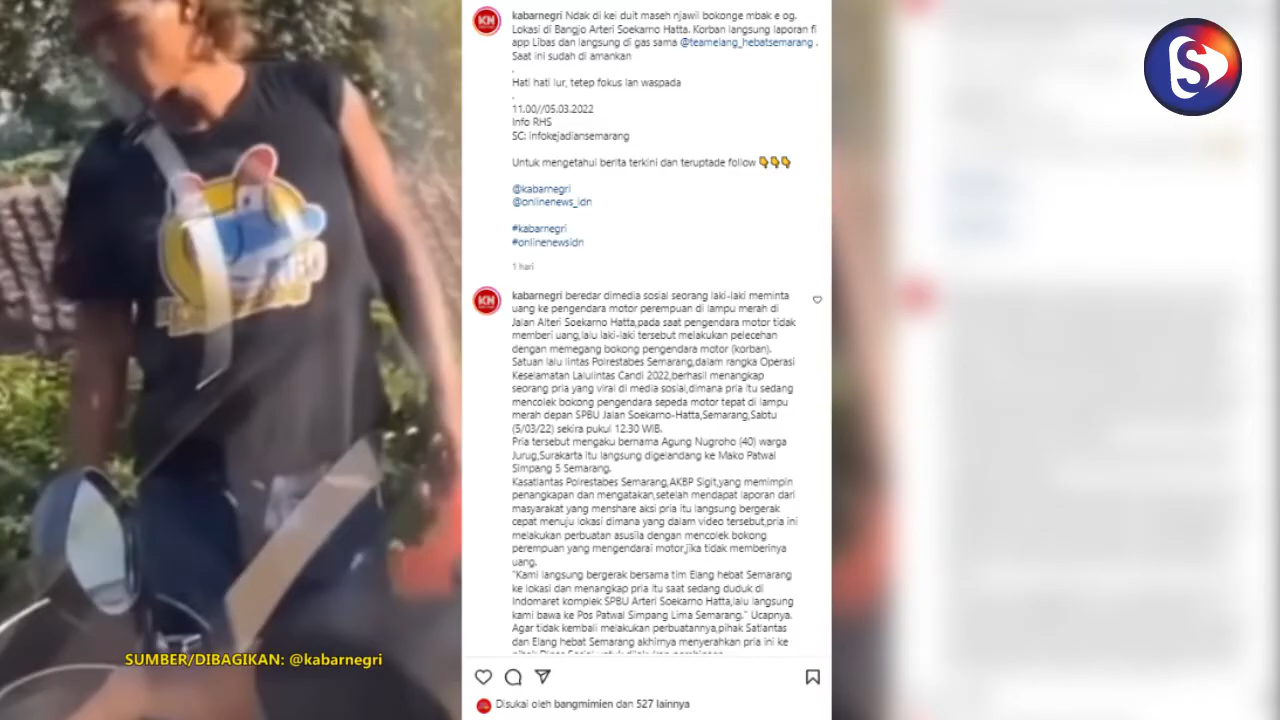 kabarnegri Ndak di kei duit maseh njawil bokonge mbak e og.
Lokasi di Bangjo Arteri Soekarno Hatta. Korban langsung laporan fi
app Libas dan langsung di gas sama @teamelang_hebatsemarang .
Saat ini sudah di amankan
.
Hati hati lur, tetep fokus lan waspada
.
11.00//05.03.2022
Info RHS
SC: infokejadiansemarang
Untuk mengetahui berita terkini dan teruptade follow 👇👇👇
@kabarnegri
@onlinenews_idn
#kabarnegri
#onlinenewsidn
1 hari
kabarnegri beredar dimedia sosial seorang laki-laki meminta
uang ke pengendara motor perempuan di lampu merah di
Jalan Alteri Soekarno Hatta,pada saat pengendara motor tidak
memberi uang,lalu laki-laki tersebut melakukan pelecehan
dengan memegang bokong pengendara motor (korban).
Satuan lalu lintas Polrestabes Semarang,dalam rangka Operasi
Keselamatan Lalulintas Candi 2022,berhasil menangkap
seorang pria yang viral di media sosial,dimana pria itu sedang
mencolek bokong pengendara sepeda motor tepat di lampu
merah depan SPBU Jalan Soekarno-Hatta,Semarang,Sabtu
(5/03/22) sekira pukul 12.30 WIB.
Pria tersebut mengaku bernama Agung Nugroho (40) warga
Jurug,Surakarta itu langsung digelandang ke Mako Patwal
Simpang 5 Semarang.
Kasatlantas Polrestabes Semarang,AKBP Sigit,yang memimpin
penangkapan dan mengatakan,setelah mendapat laporan dari
masyarakat yang menshare aksi pria itu langsung bergerak
cepat menuju lokasi dimana yang dalam video tersebut,pria ini
melakukan perbuatan asusila dengan mencolek bokong
perempuan yang mengendarai motor,jika tidak memberinya
uang.
"Kami langsung bergerak bersama tim Elang hebat Semarang
ke lokasi dan menangkap pria itu saat sedang duduk di
Indomaret komplek SPBU Arteri Soekarno Hatta,lalu langsung
kami bawa ke Pos Patwal Simpang Lima Semarang." Ucapnya.
Agar tidak kembali melakukan perbuatannya,pihak Satlantas
dan Elang hebat Semarang akhirnya menyerahkan pria ini ke
Disukai oleh bangmimien dan 527 lainnya
SUMBER/DIBAGIKAN: @kabarnegri
KN
KN
S